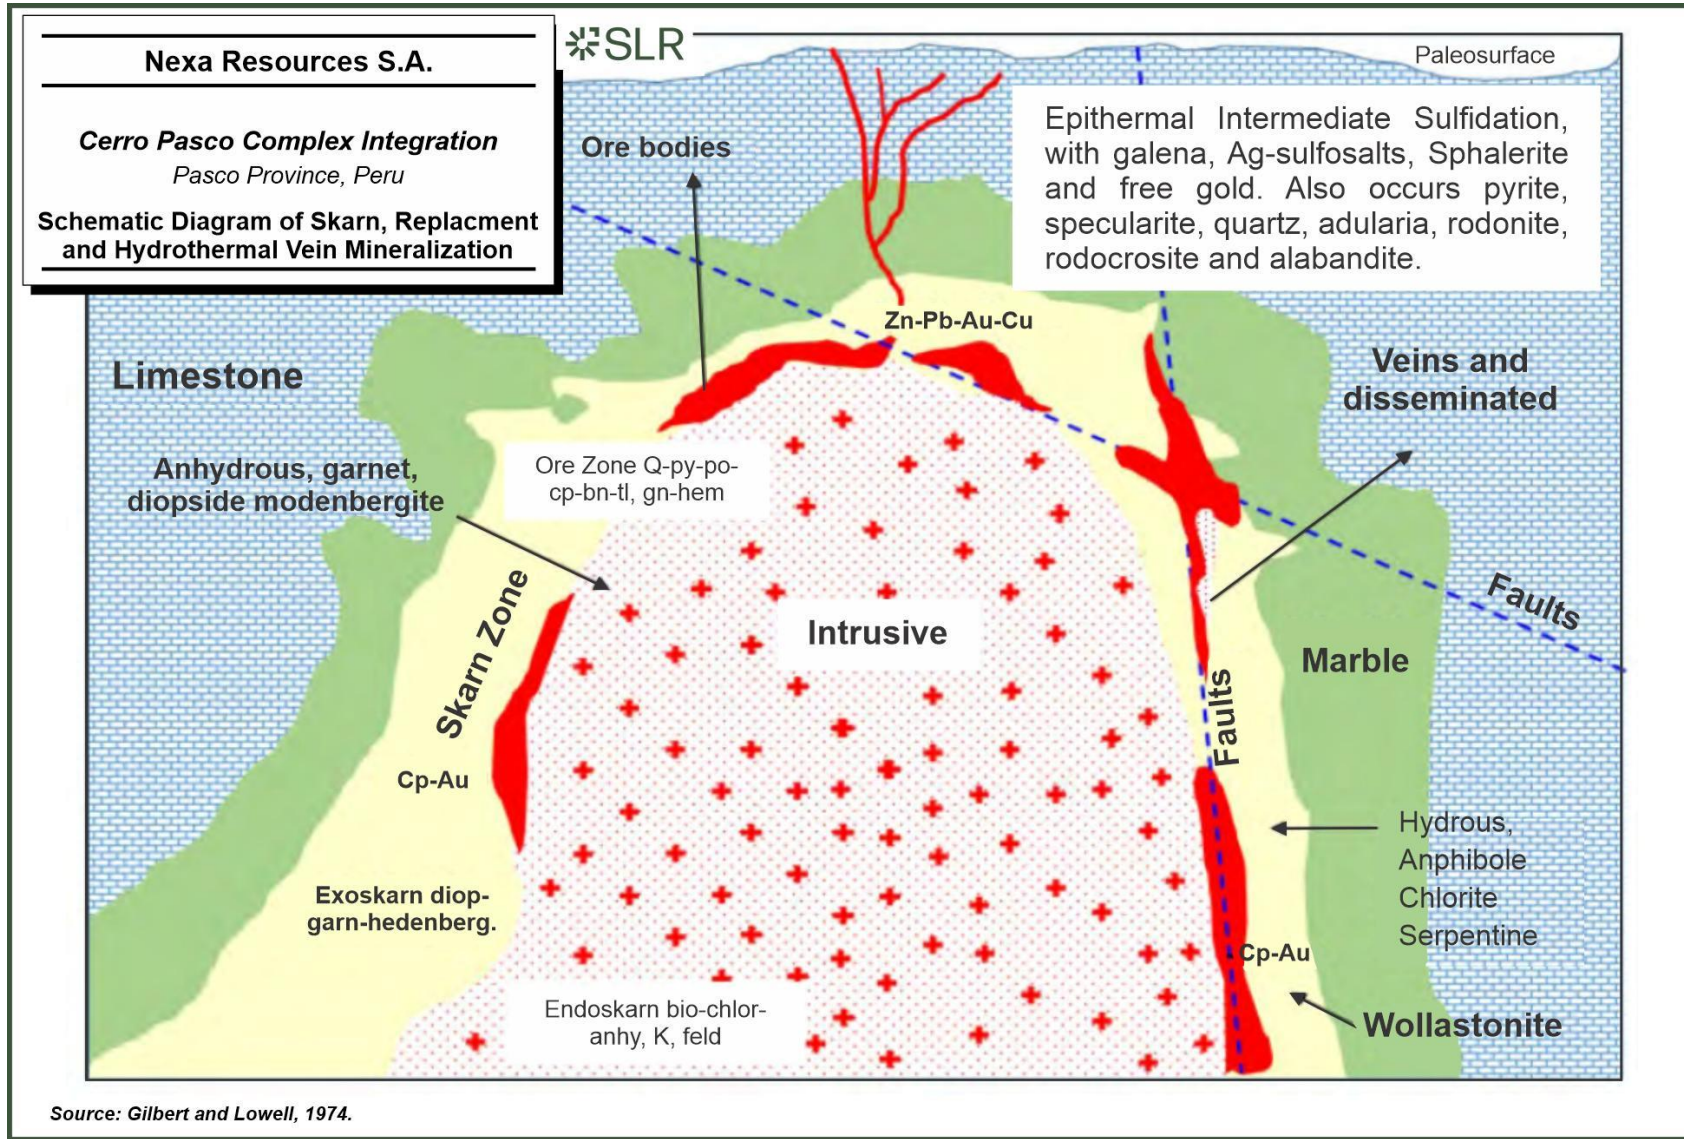 Nexa Resources S.A.
Cerro Pasco Complex Integration
Pasco Province, Peru
Schematic Diagram of Skarn, Replacment
and Hydrothermal Vein Mineralization
SLR
Paleosurface
Ore bodies
Epithermal Intermediate Sulfidation,
with galena, Ag-sulfosalts, Sphalerite
and free gold. Also occurs pyrite,
specularite, quartz, adularia, rodonite,
rodocrosite and alabandite.
Zn-Pb-Au-Cu
Limestone
Veins and
disseminated
Anhydrous, garnet,
diopside modenbergite
Ore Zone Q-py-po-
cp-bn-tl, gn-hem
Skarn Zone
Intrusive
Faults
Marble
Faults
Cp-Au
Hydrous,
Anphibole
Chlorite
Serpentine
Exoskarn diop-
garn-hedenberg.
Cp-Au
Endoskarn bio-chlor-
anhy, K, feld
Wollastonite
Source: Gilbert and Lowell, 1974.